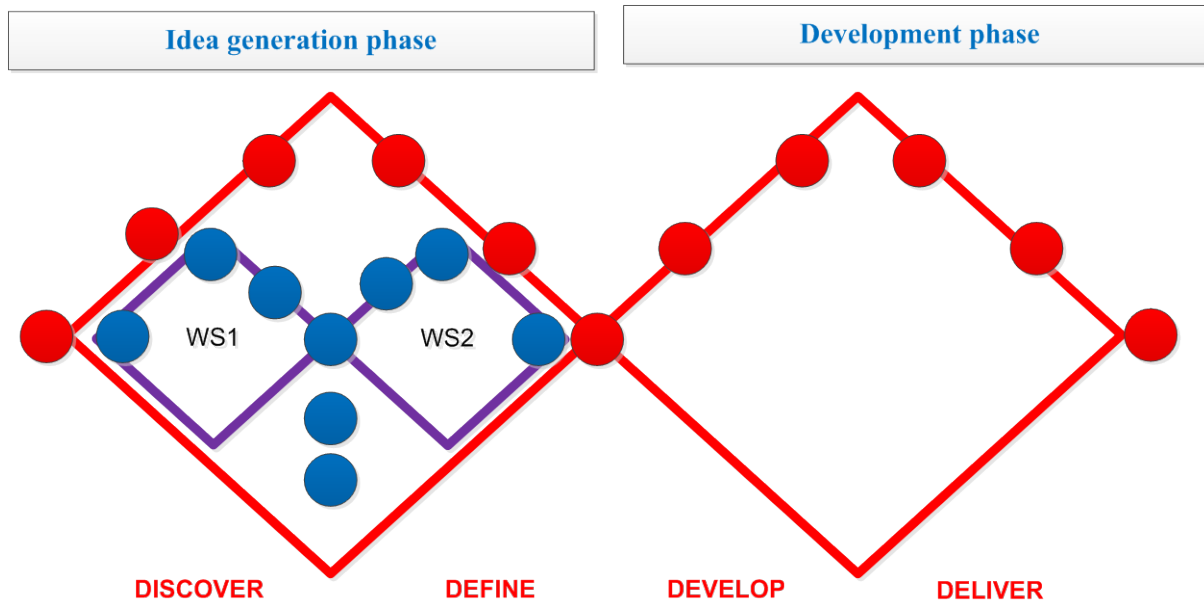 Idea generation phase
Development phase
WS1
WS2
DISCOVER
DEFINE
DEVELOP
DELIVER